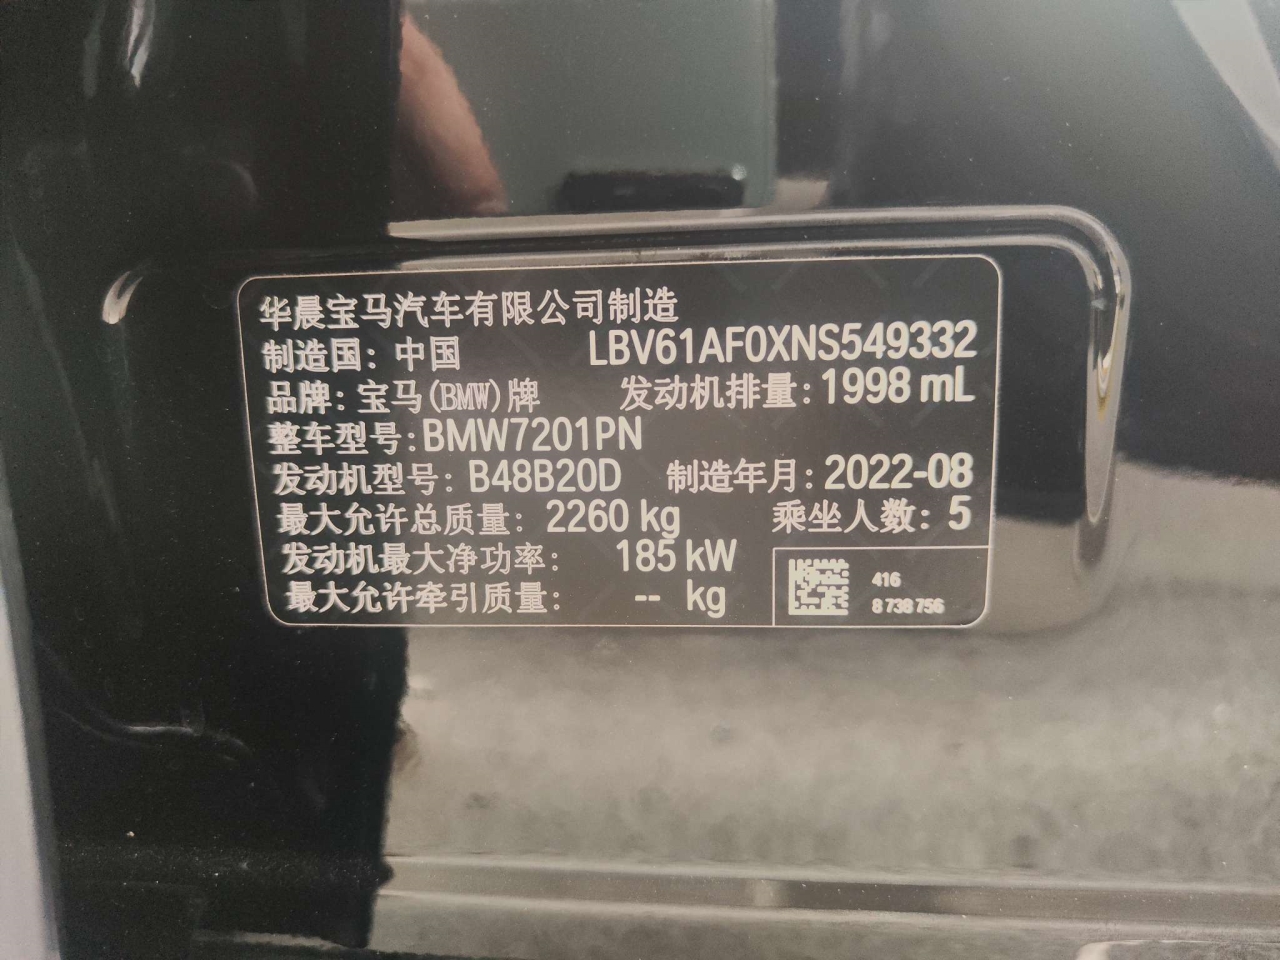 华晨宝马汽车有限公司制造
制造国：中国 LBV61AF0XNS549332
品牌：宝马(BMW)牌 发动机排量：1998 mL
整车型号：BMW7201PN
发动机型号：B48B20D 制造年月：2022-08
最大允许总质量：2260 kg 乘坐人数：5
发动机最大净功率：185 kW
最大允许牵引质量：-- kg
416
8 738 756